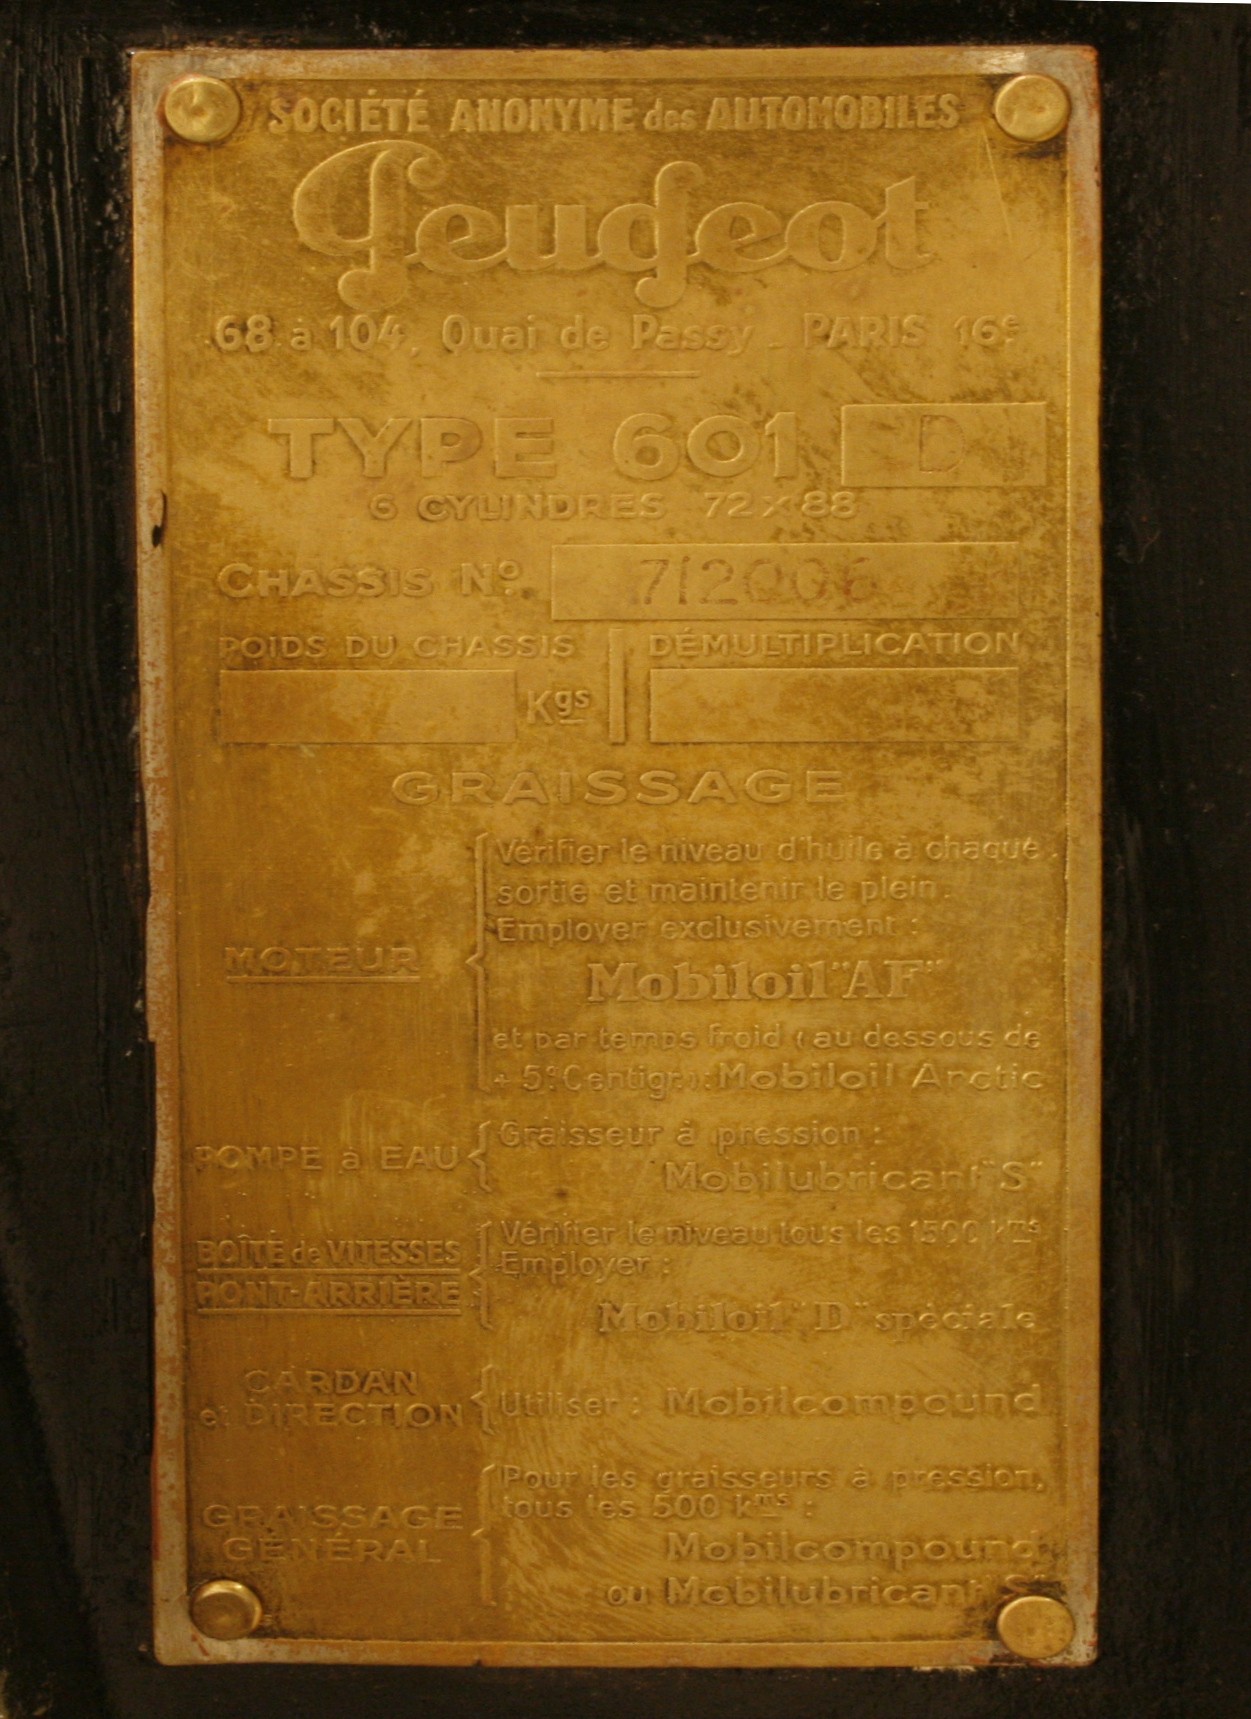 SOCIÉTÉ ANONYME des AUTOMOBILES
Peugeot
68 à 104, Quai de Passy _ PARIS 16e
TYPE 601 D
6 CYLINDRES 72 x 88
CHASSIS No. 712006
POIDS DU CHASSIS
Kgs
DÉMULTIPLICATION
GRAISSAGE
MOTEUR
Vérifier le niveau d'huile à chaque
sortie et maintenir le plein.
Employer exclusivement :
Mobiloil "AF"
et par temps froid (au dessous de
+ 5° Centigr.) : Mobiloil Arctic
POMPE à EAU
Graisseur à pression :
Mobilubricant "S"
BOÎTE de VITESSES
PONT-ARRIÈRE
Vérifier le niveau tous les 1500 kms
Employer :
Mobiloil "D" spéciale
CARDAN
et DIRECTION
Utiliser : Mobilcompound
GRAISSAGE
GÉNÉRAL
Pour les graisseurs à pression,
tous les 500 kms :
Mobilcompound
ou Mobilubricant "S"